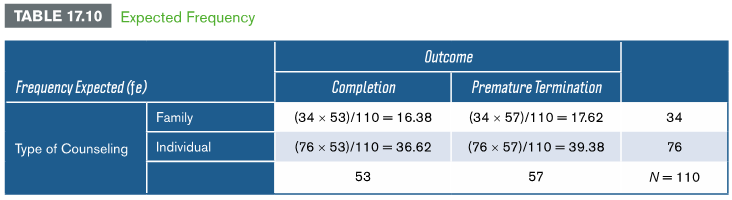 TABLE 17.10 Expected Frequency
Outcome
Frequency Expected (fe) Completion Premature Termination
Type of Counseling
Family (34 × 53)/110 = 16.38 (34 × 57)/110 = 17.62 34
Individual (76 × 53)/110 = 36.62 (76 × 57)/110 = 39.38 76
53 57 N = 110